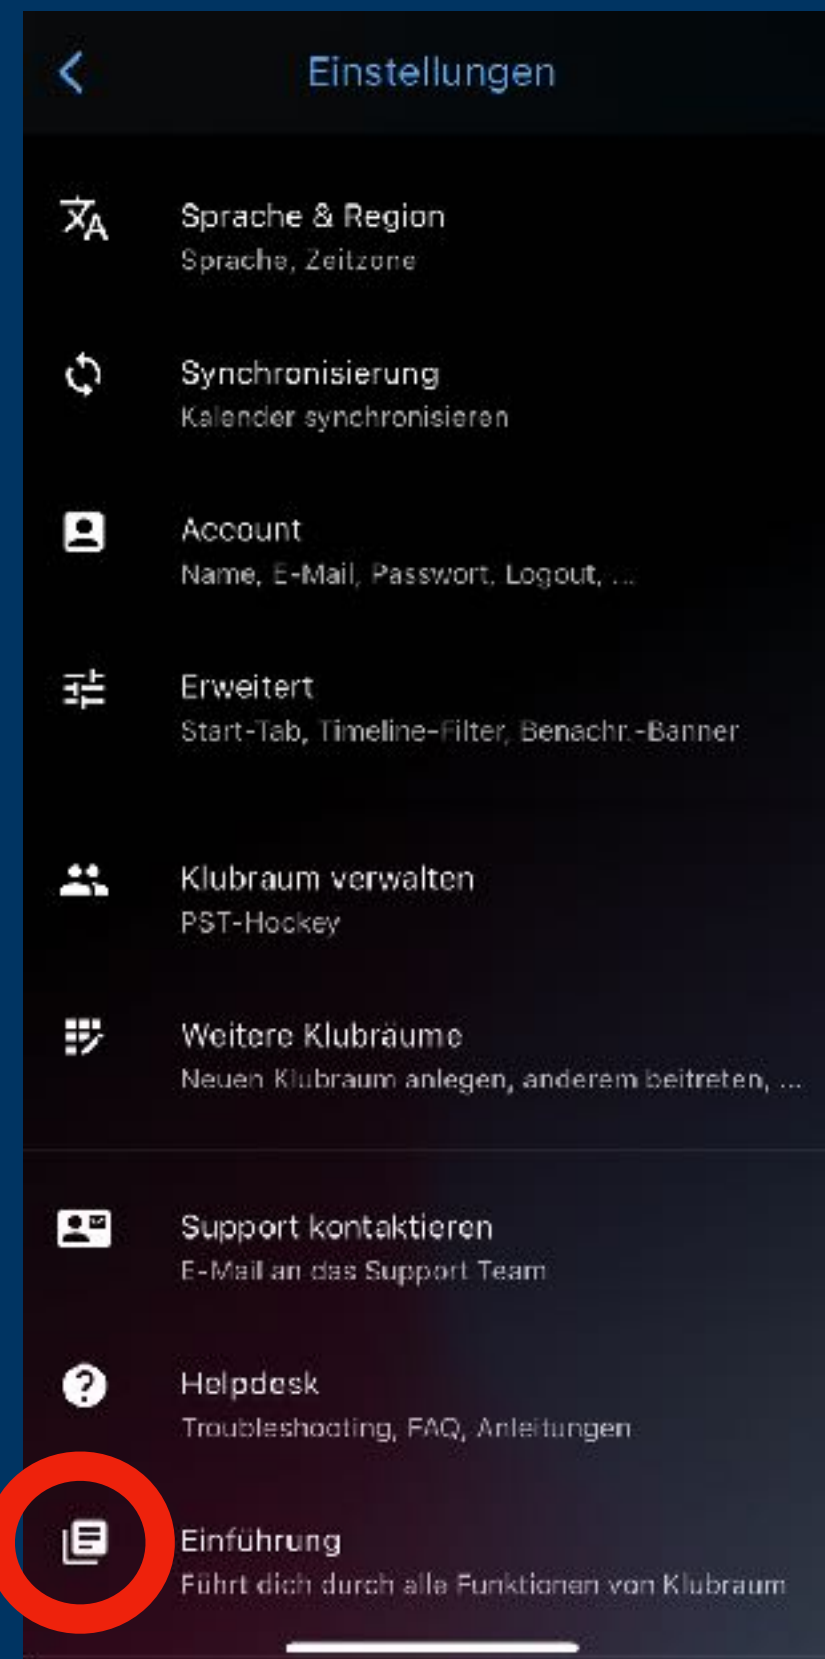 Einstellungen
Sprache & Region
Sprache, Zeitzone
Synchronisierung
Kalender synchronisieren
Account
Name, E-Mail, Passwort, Logout, ...
Erweitert
Start-Tab, Timeline-Filter, Benachr.-Banner
Klubraum verwalten
PST-Hockey
Weitere Klubräume
Neuen Klubraum anlegen, anderem beitreten, ...
Support kontaktieren
E-Mail an das Support Team
Helpdesk
Troubleshooting, FAQ, Anleitungen
Einführung
Führt dich durch alle Funktionen von Klubraum